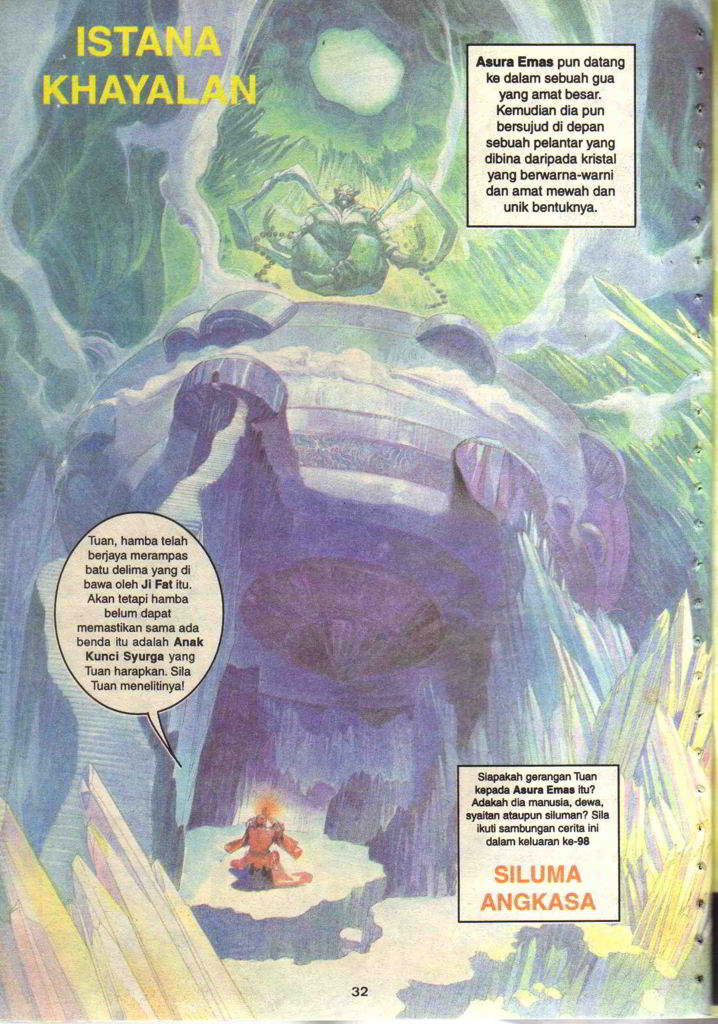 ISTANA
KHAYALAN
Asura Emas pun datang
ke dalam sebuah gua
yang amat besar.
Kemudian dia pun
bersujud di depan
sebuah pelantar yang
dibina daripada kristal
yang berwarna-warni
dan amat mewah dan
unik bentuknya.
Tuan, hamba telah
berjaya merampas
batu delima yang di
bawa oleh Ji Fat itu.
Akan tetapi hamba
belum dapat
memastikan sama ada
benda itu adalah Anak
Kunci Syurga yang
Tuan harapkan. Sila
Tuan menelitinya!
Siapakah gerangan Tuan
kepada Asura Emas itu?
Adakah dia manusia, dewa,
syaitan ataupun siluman? Sila
ikuti sambungan cerita ini
dalam keluaran ke-98
SILUMA
ANGKASA
32